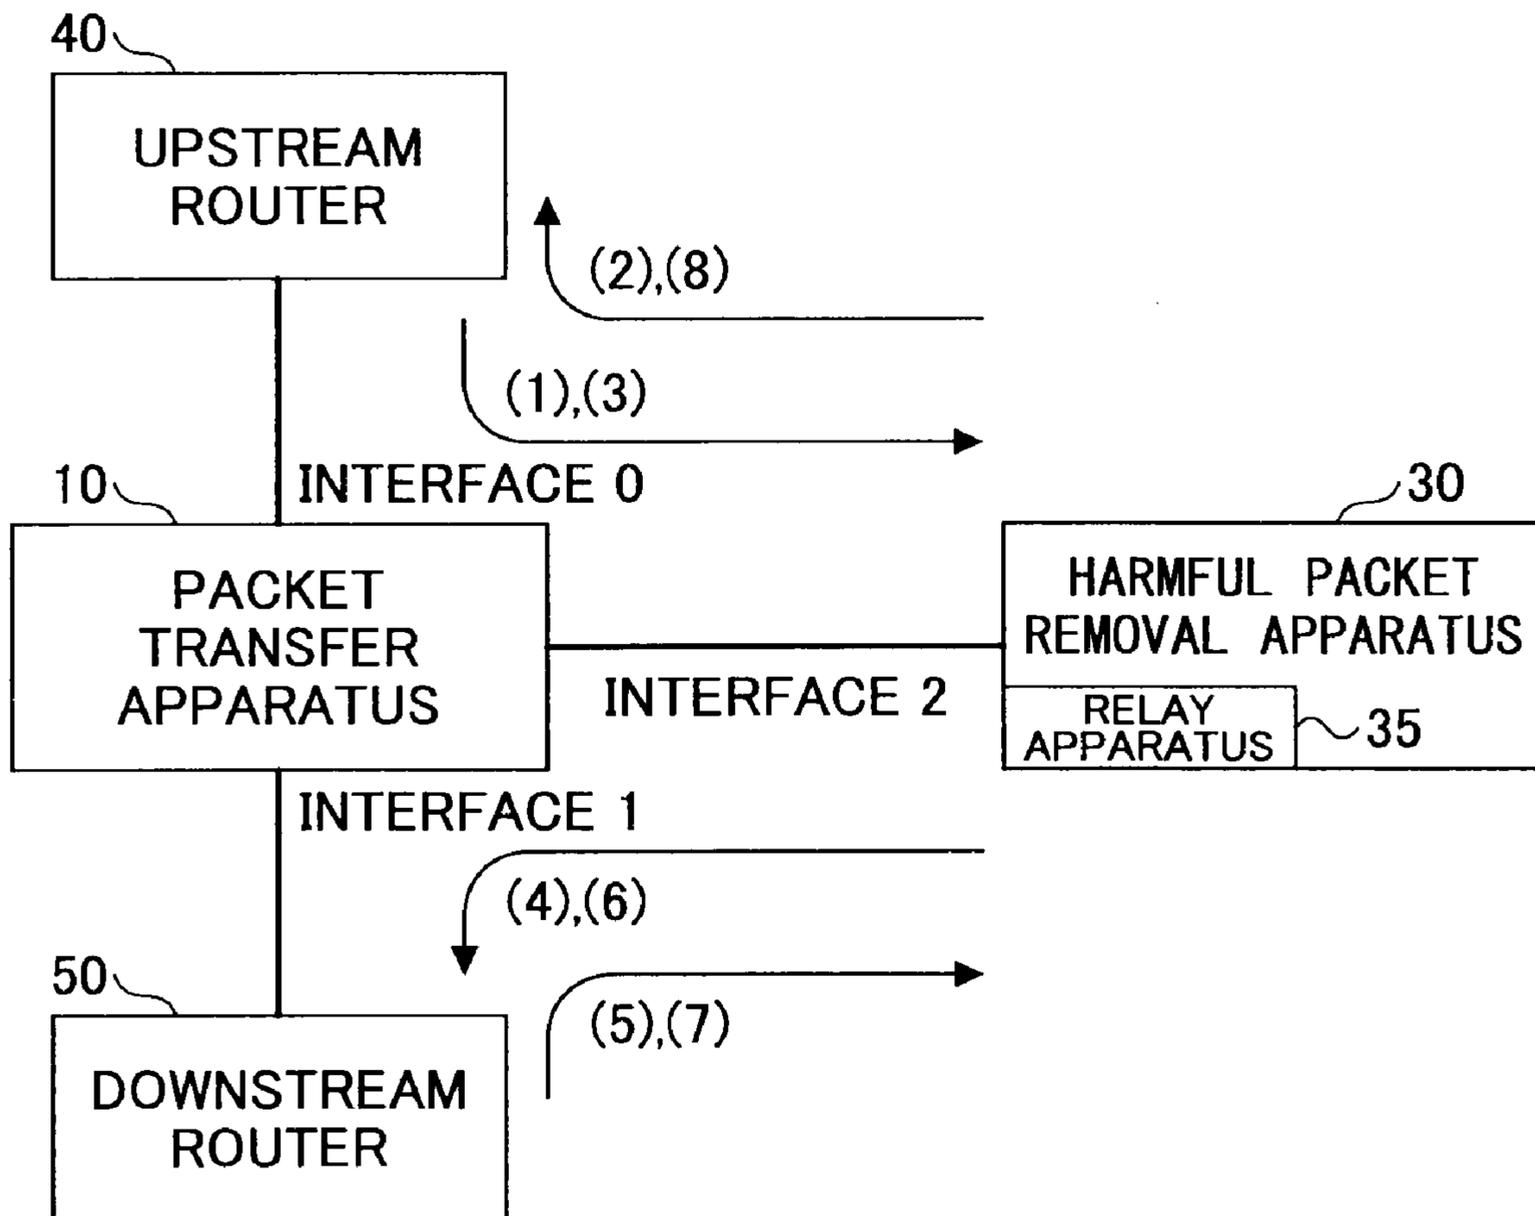 40
UPSTREAM
ROUTER
(2),(8)
(1),(3)
10
INTERFACE 0
30
PACKET
TRANSFER
APPARATUS
HARMFUL PACKET
REMOVAL APPARATUS
INTERFACE 2
RELAY
APPARATUS
35
INTERFACE 1
(4),(6)
50
(5),(7)
DOWNSTREAM
ROUTER